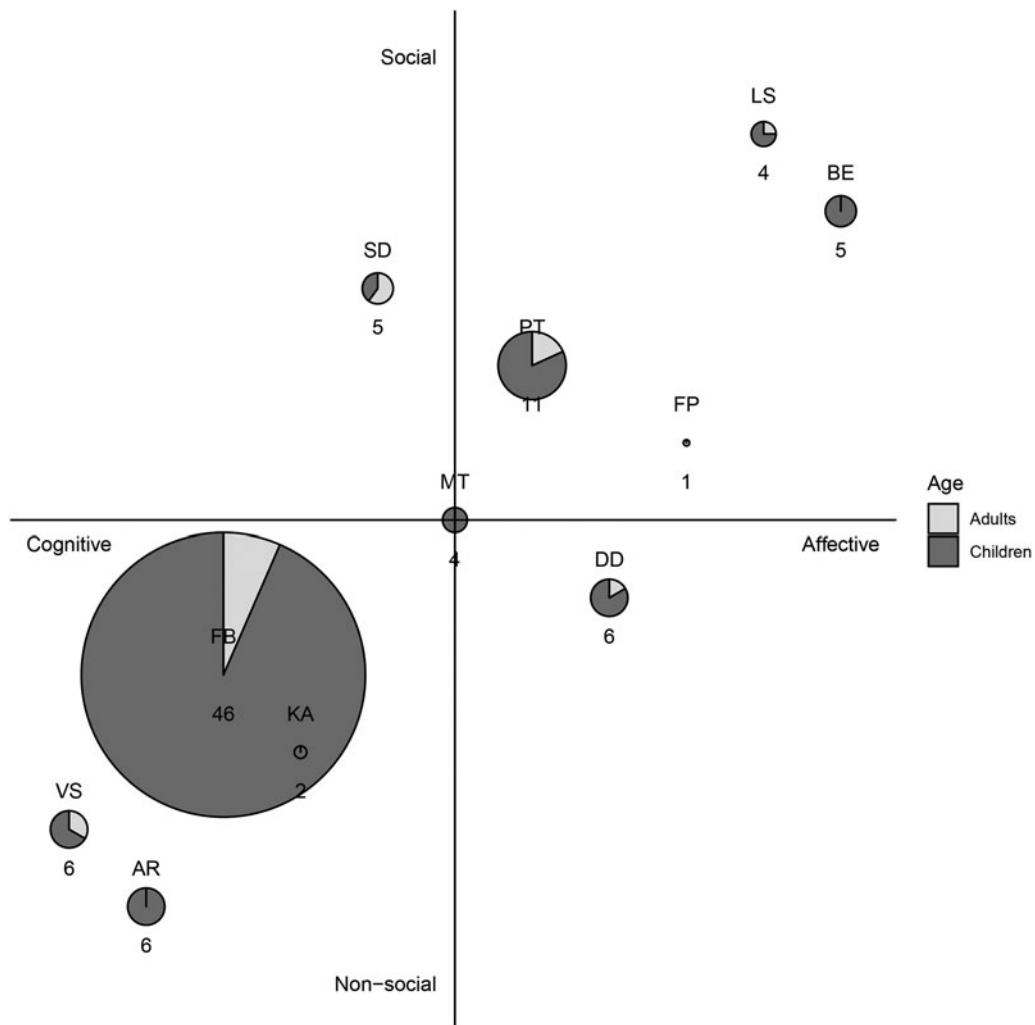 Social
LS
4
BE
5
SD
5
PT
11
FP
1
MT
4
Age
Adults
Children
Cognitive
Affective
DD
6
FB
46
KA
2
VS
6
AR
6
Non-social